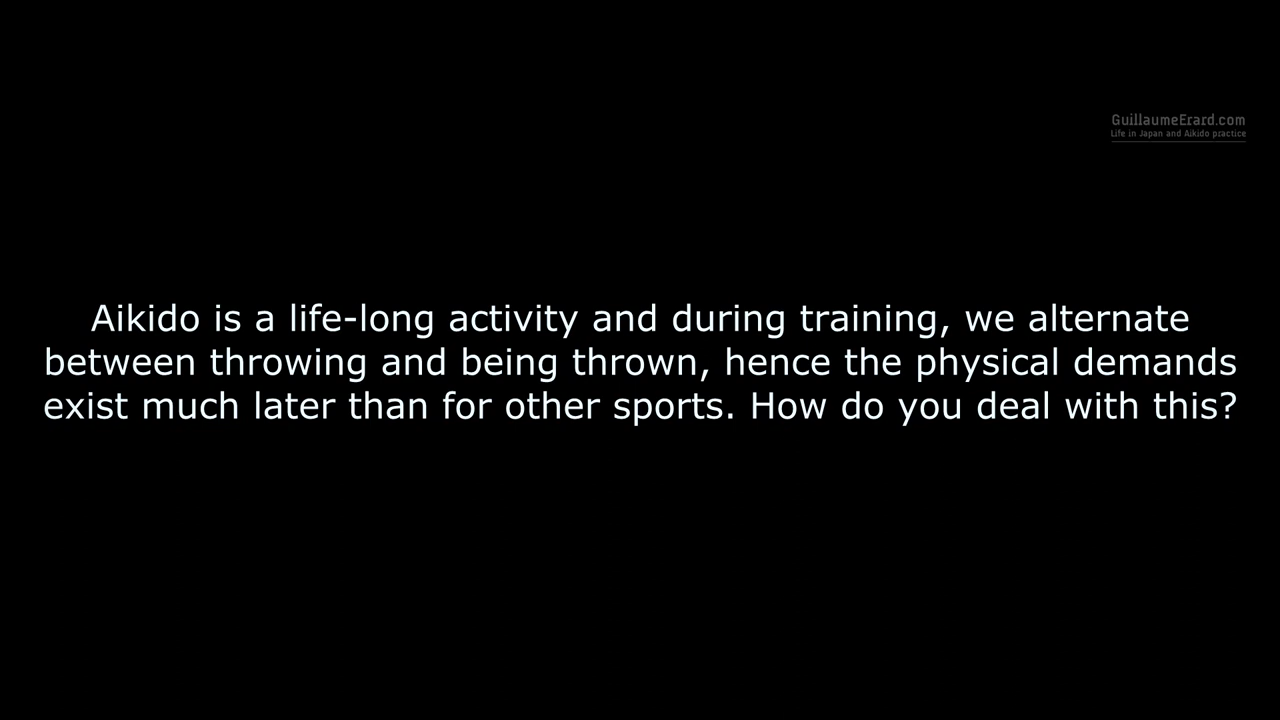 GuillaumeErard.com
Life in Japan and Aikido practice
Aikido is a life-long activity and during training, we alternate
between throwing and being thrown, hence the physical demands
exist much later than for other sports. How do you deal with this?